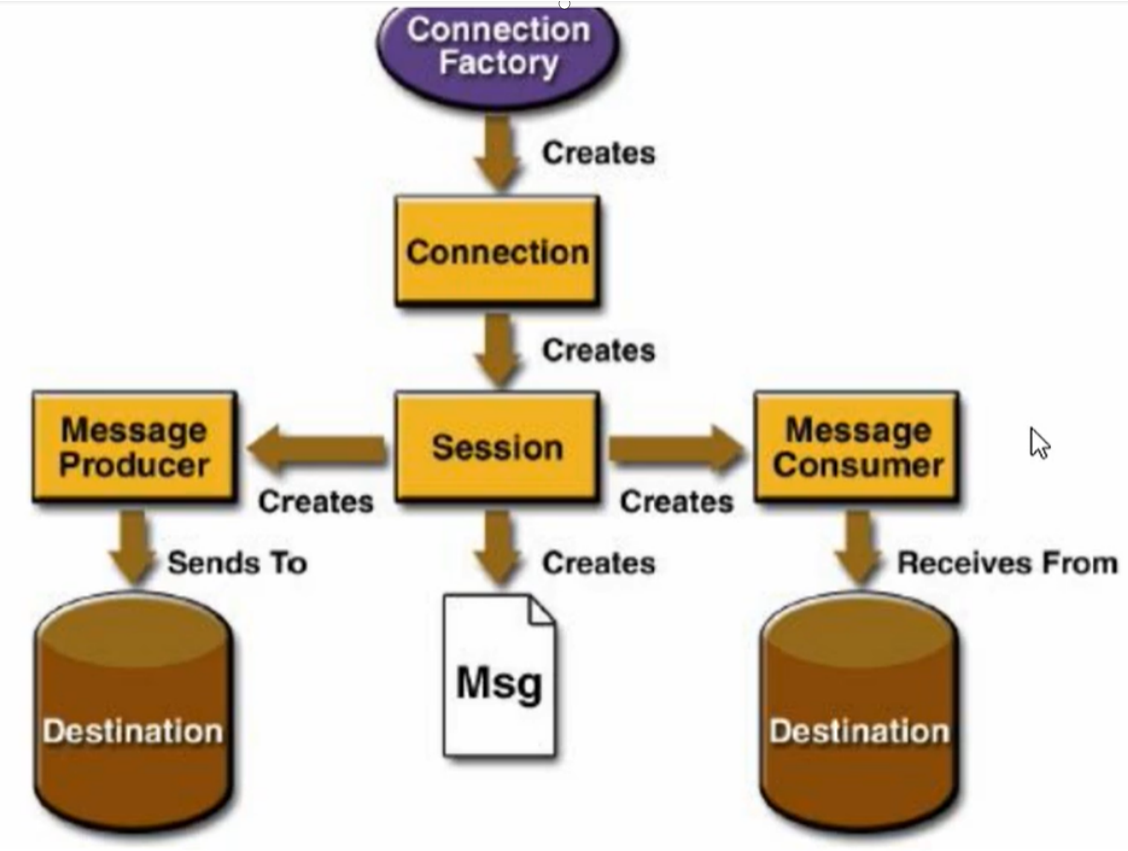 Connection
Factory
Creates
Connection
Creates
Message
Producer
Session
Message
Consumer
Creates
Creates
Sends To
Creates
Receives From
Msg
Destination
Destination